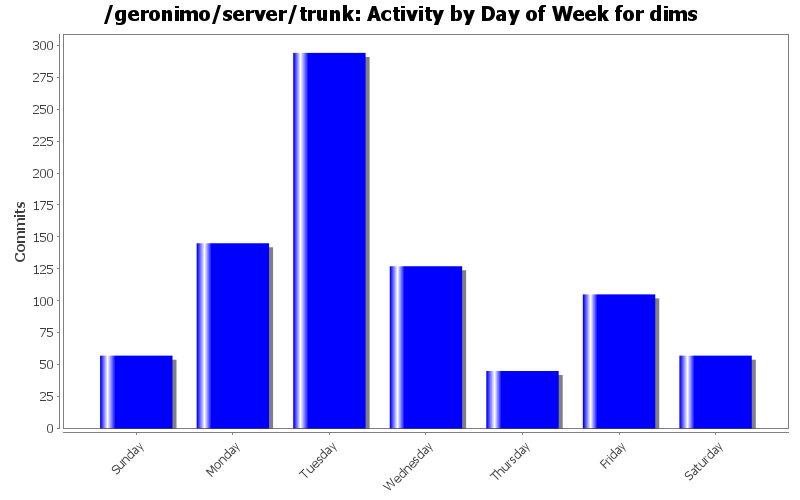 /geronimo/server/trunk: Activity by Day of Week for dims
300
275
250
225
200
175
150
125
100
75
50
25
0
Commits
Sunday
Monday
Tuesday
Wednesday
Thursday
Friday
Saturday